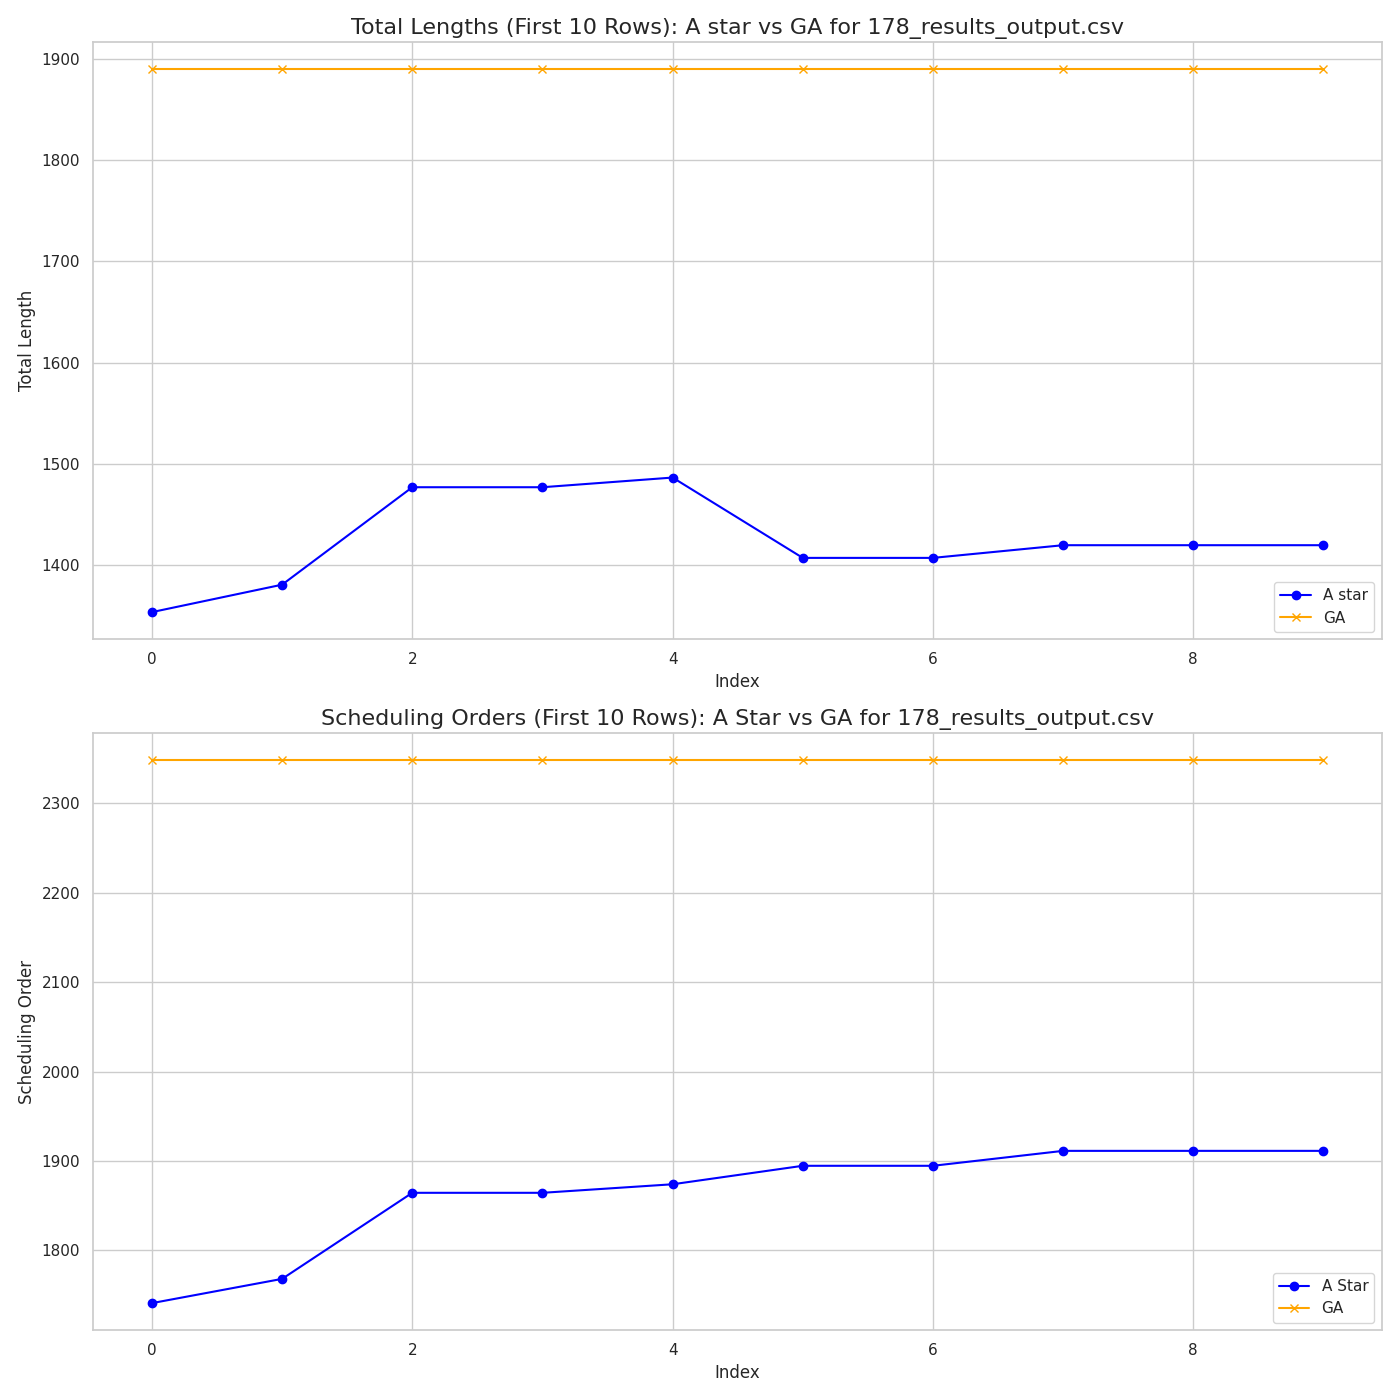 Total Lengths (First 10 Rows): A star vs GA for 178_results_output.csv
1900
1800
1700
1600
1500
1400
Total Length
A star
GA
0 2 4 6 8
Index
Scheduling Orders (First 10 Rows): A Star vs GA for 178_results_output.csv
2300
2200
2100
2000
1900
1800
Scheduling Order
A Star
GA
0 2 4 6 8
Index